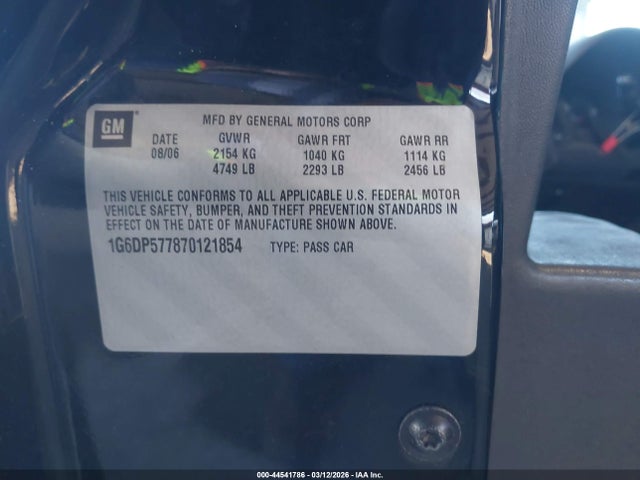 GM
MFD BY GENERAL MOTORS CORP
DATE GVWR GAWR FRT GAWR RR
08/06 2154 KG 1040 KG 1114 KG
4749 LB 2293 LB 2456 LB
THIS VEHICLE CONFORMS TO ALL APPLICABLE U.S. FEDERAL MOTOR
VEHICLE SAFETY, BUMPER, AND THEFT PREVENTION STANDARDS IN
EFFECT ON THE DATE OF MANUFACTURE SHOWN ABOVE.
1G6DP577870121854 TYPE: PASS CAR
000-44541786 - 03/12/2026 - IAA Inc.